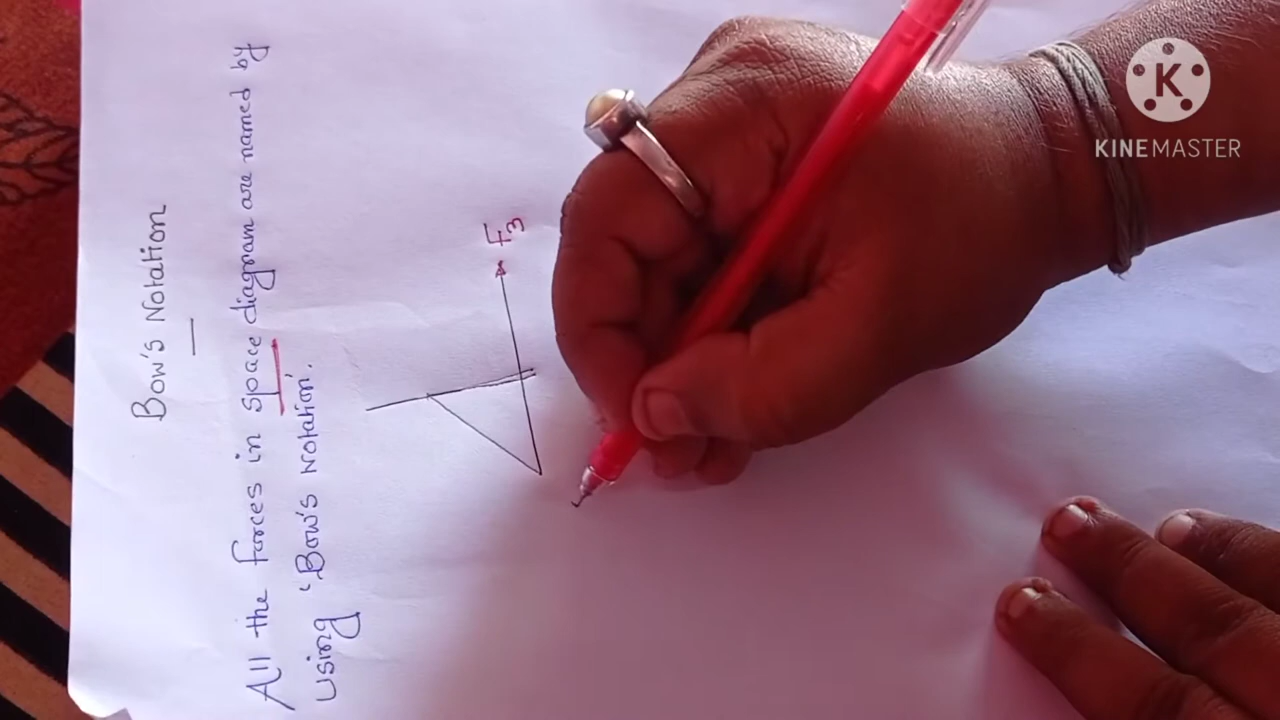 Bow's Notation
All the forces in space diagram are named by
using 'Bow's Notation.
F3
K
KINEMASTER